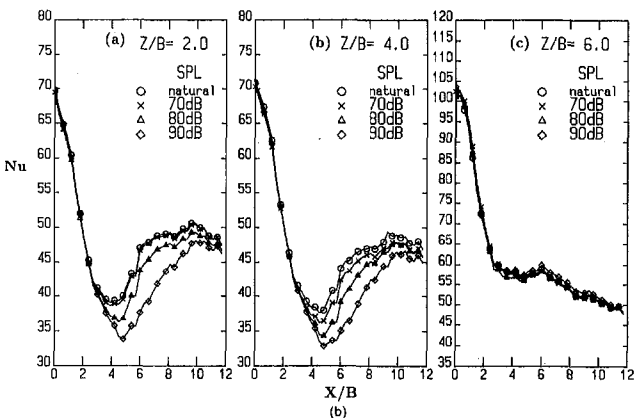 (a) Z/B= 2.0
SPL
natural
70dB
80dB
90dB
80
75
70
65
60
55
50
45
40
35
30
0 2 4 6 8 10 12
Nu
(b) Z/B= 4.0
SPL
natural
70dB
80dB
90dB
80
75
70
65
60
55
50
45
40
35
30
0 2 4 6 8 10 12
X/B
(c) Z/B= 6.0
SPL
natural
70dB
80dB
90dB
120
115
110
105
100
95
90
85
80
75
70
65
60
55
50
45
40
35
0 2 4 6 8 10 12
(b)